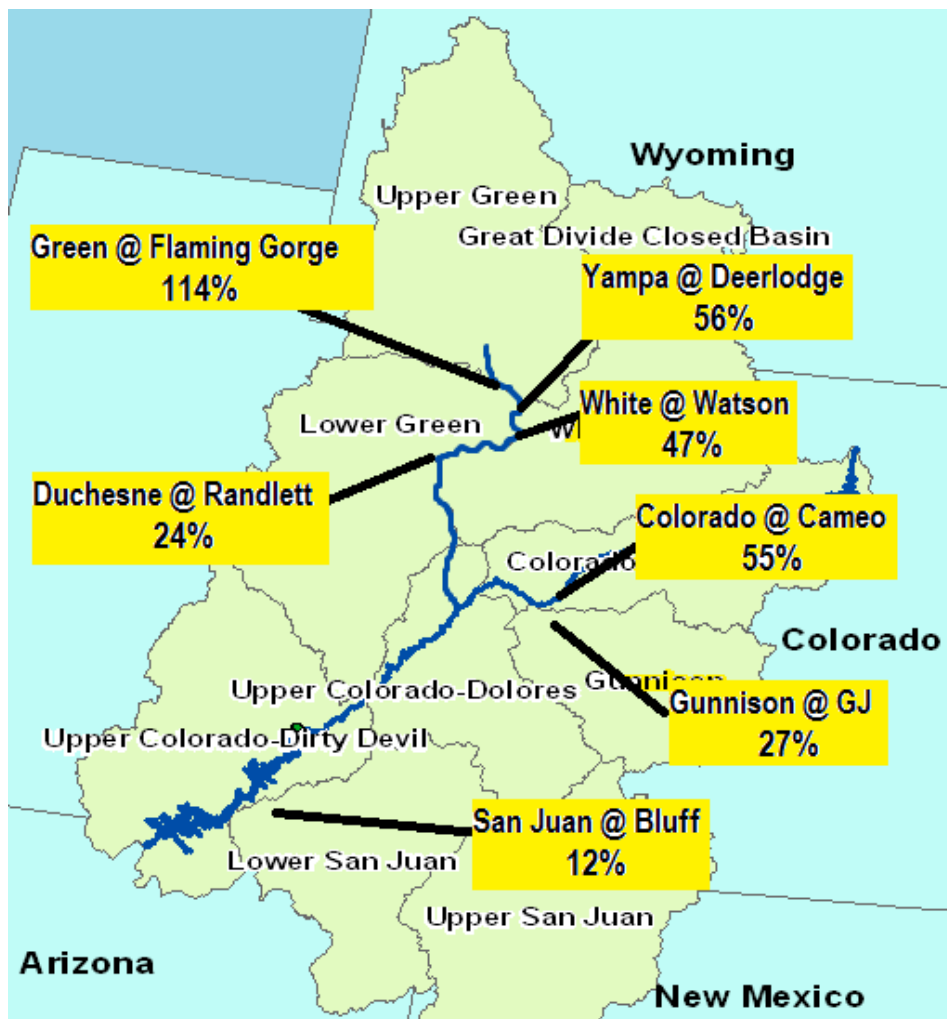 Wyoming
Upper Green
Great Divide Closed Basin
Green @ Flaming Gorge
114%
Yampa @ Deerlodge
56%
White @ Watson
47%
Lower Green
Duchesne @ Randlett
24%
Colorado @ Cameo
55%
Colorado
Colorado
Gunnison
Upper Colorado-Dolores
Gunnison @ GJ
27%
Upper Colorado-Dirty Devil
San Juan @ Bluff
12%
Lower San Juan
Upper San Juan
Arizona
New Mexico